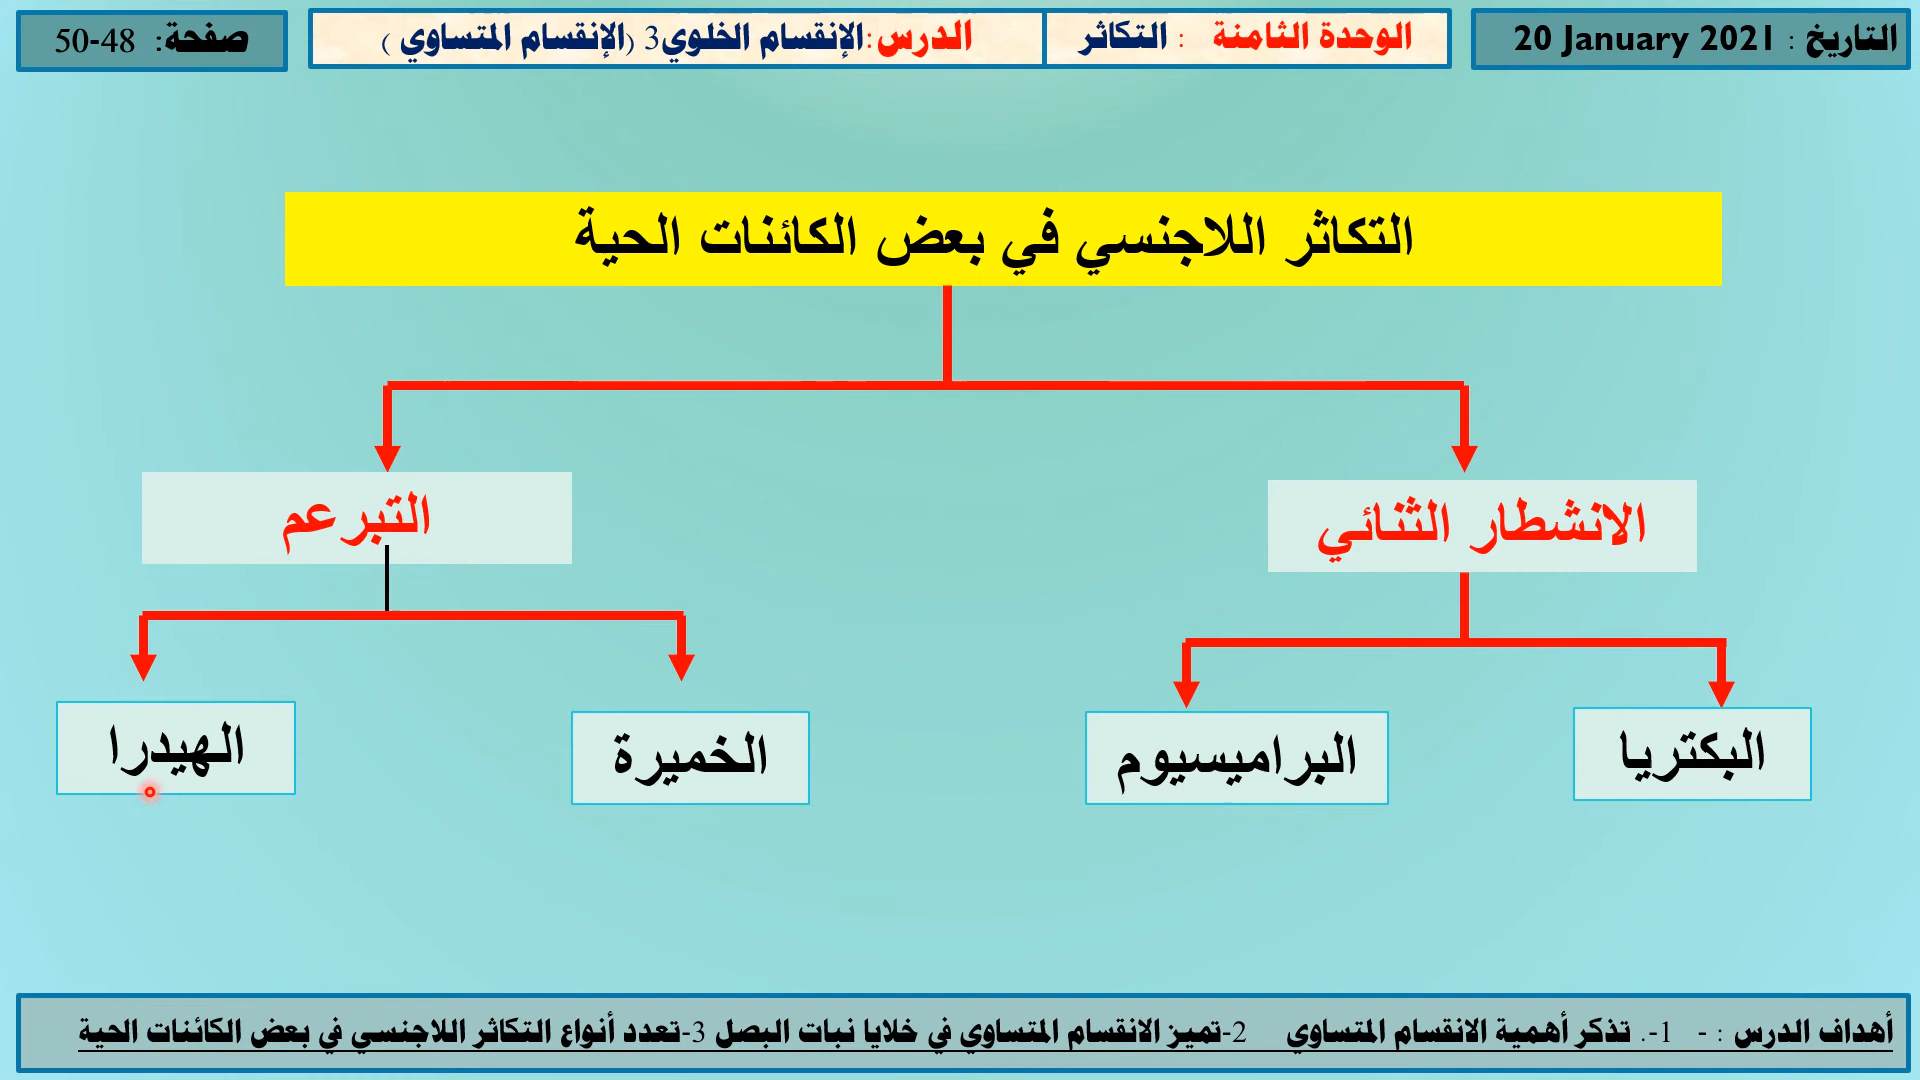 التاريخ : 20 January 2021
الوحدة الثامنة : التكاثر
الدرس:الإنقسام الخلوي3 (الإنقسام المتساوي )
صفحة: 48-50
التكاثر اللاجنسي في بعض الكائنات الحية
الانشطار الثنائي
التبرعم
البكتريا
البراميسيوم
الخميرة
الهيدرا
أهداف الدرس : - 1-. تذكر أهمية الانقسام المتساوي 2-تميز الانقسام المتساوي في خلايا نبات البصل 3-تعدد أنواع التكاثر اللاجنسي في بعض الكائنات الحية